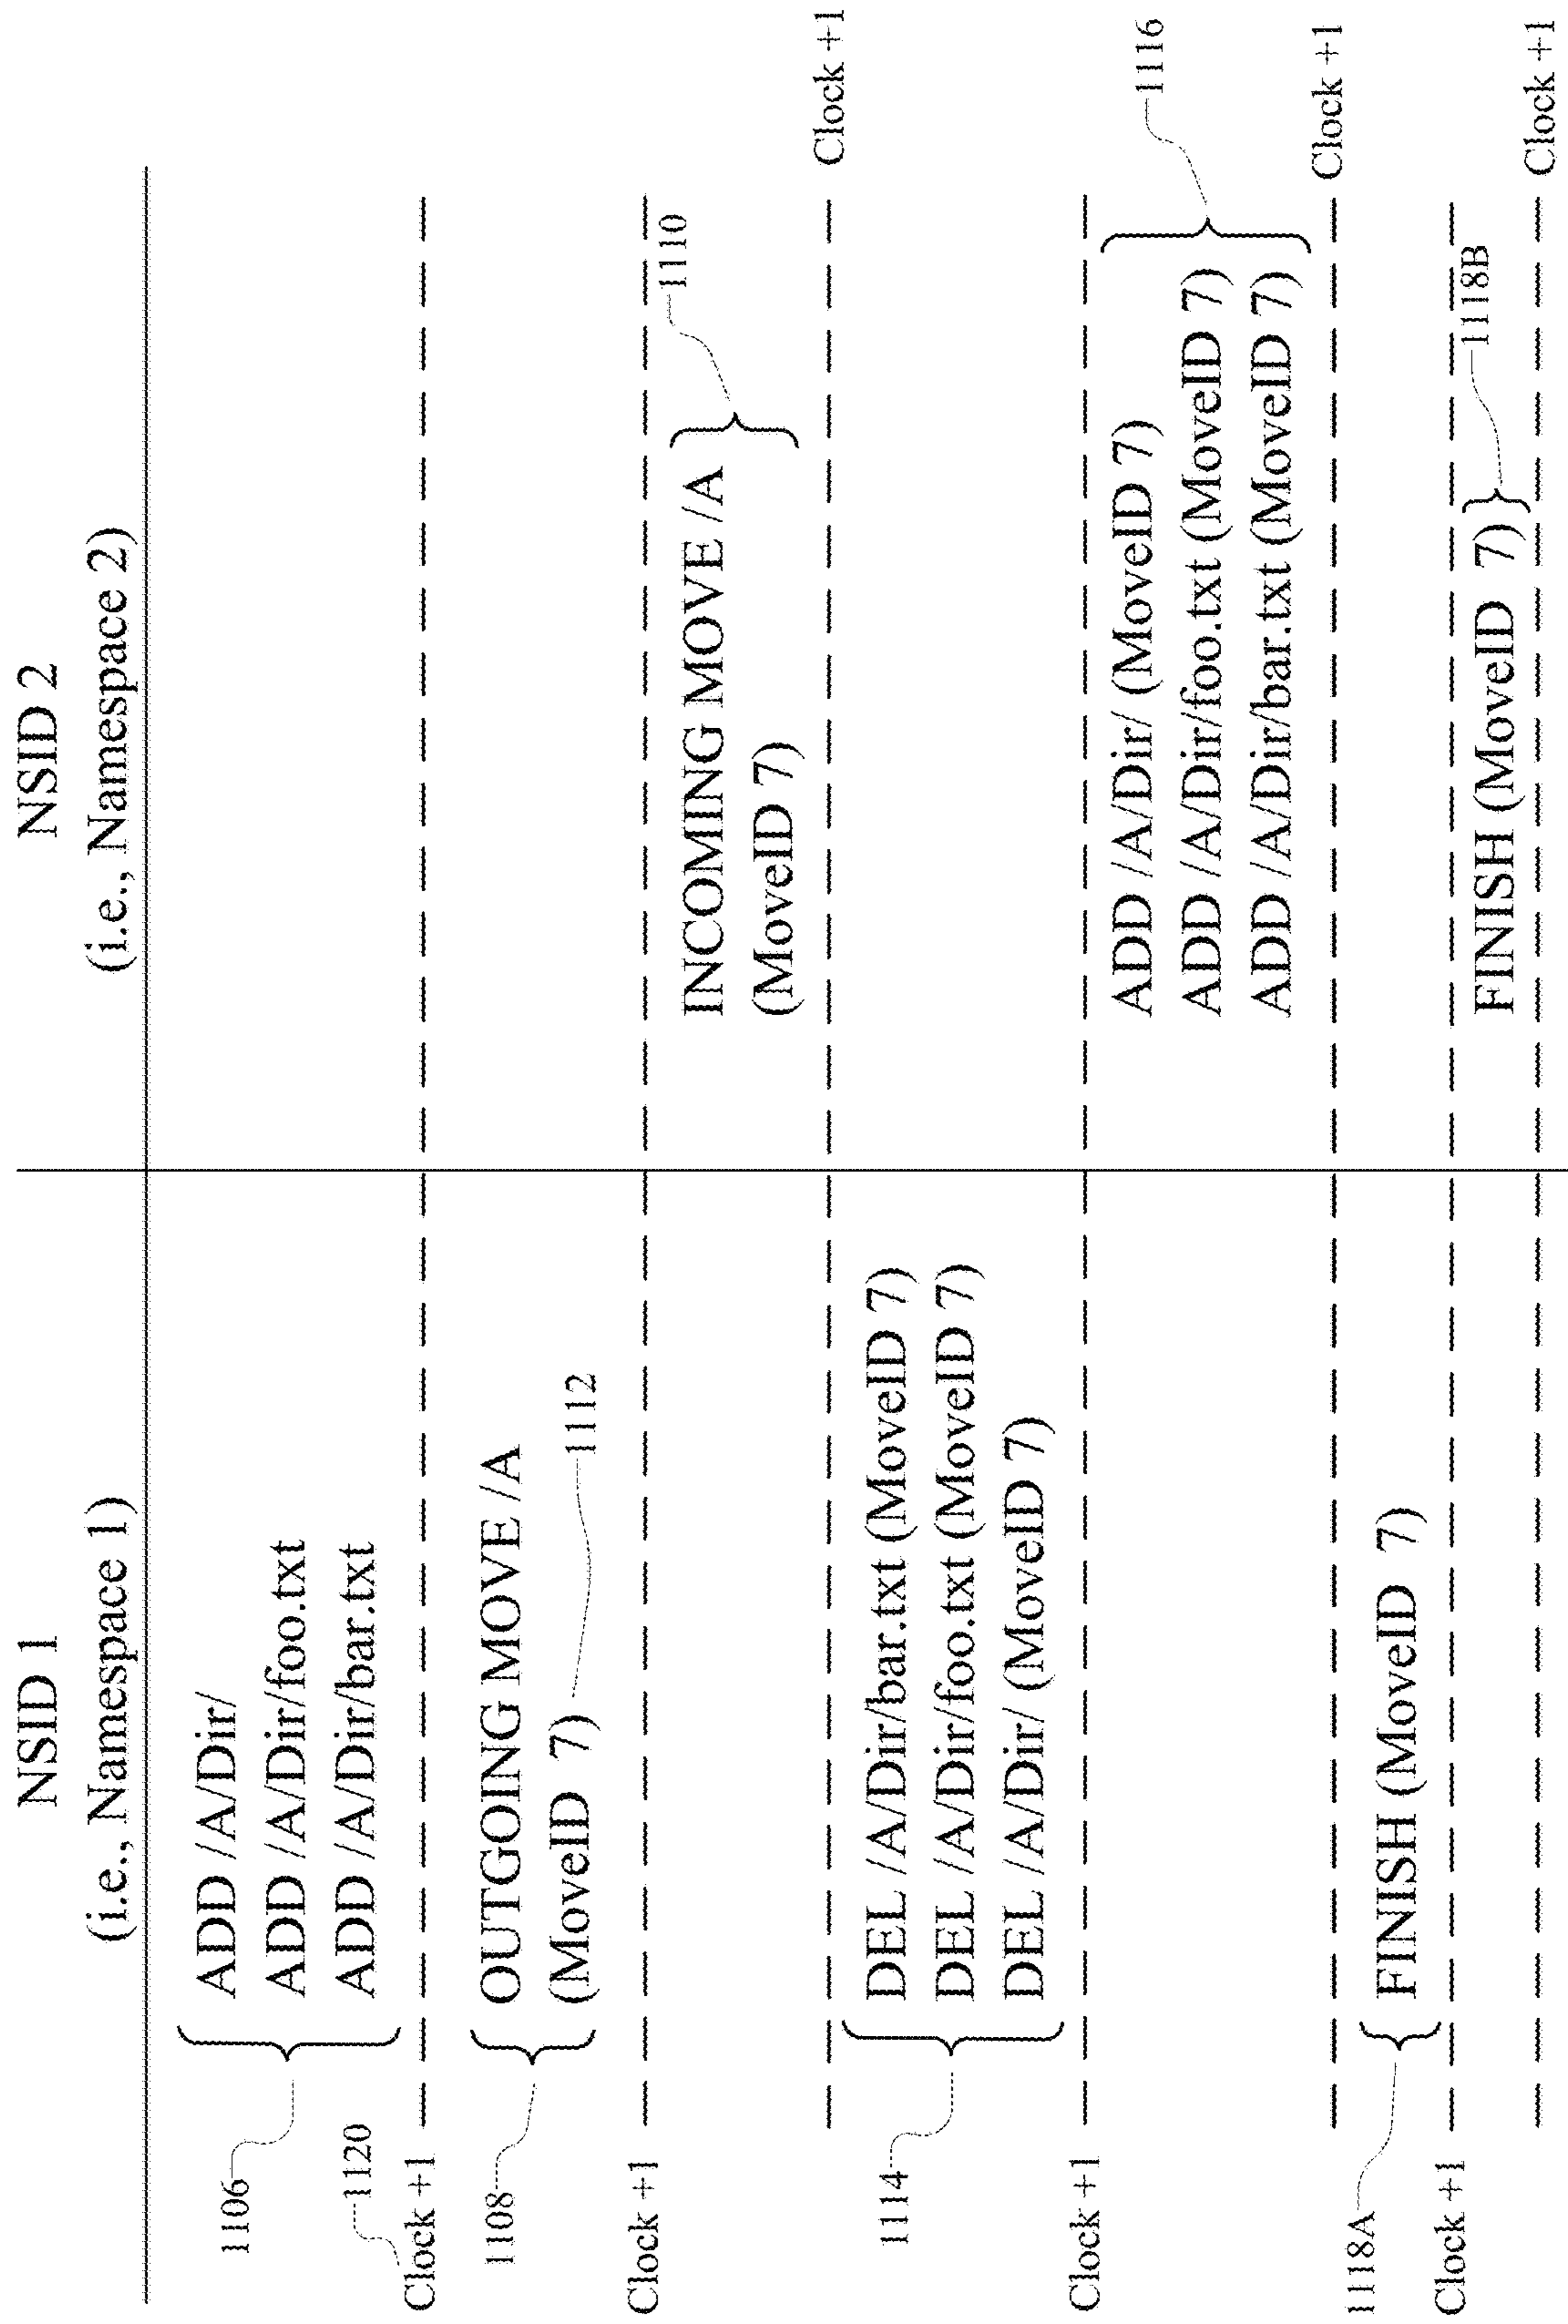 NSID 1
(i.e., Namespace 1)
NSID 2
(i.e., Namespace 2)
1106
ADD /A/Dir/
ADD /A/Dir/foo.txt
ADD /A/Dir/bar.txt
1120
Clock +1
1108
OUTGOING MOVE /A
(MoveID 7)
1112
Clock +1
INCOMING MOVE /A
(MoveID 7)
1110
Clock +1
1114
DEL /A/Dir/bar.txt (MoveID 7)
DEL /A/Dir/foo.txt (MoveID 7)
DEL /A/Dir/ (MoveID 7)
Clock +1
ADD /A/Dir/ (MoveID 7)
ADD /A/Dir/foo.txt (MoveID 7)
ADD /A/Dir/bar.txt (MoveID 7)
1116
Clock +1
1118A
FINISH (MoveID 7)
Clock +1
FINISH (MoveID 7)
1118B
Clock +1